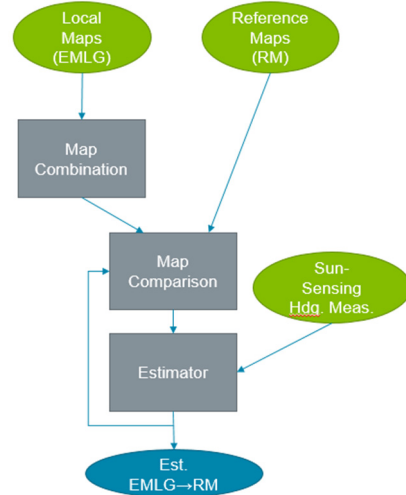 Local
Maps
(EMLG)
Reference
Maps
(RM)
Map
Combination
Map
Comparison
Sun-
Sensing
Hdg. Meas.
Estimator
Est.
EMLG→RM